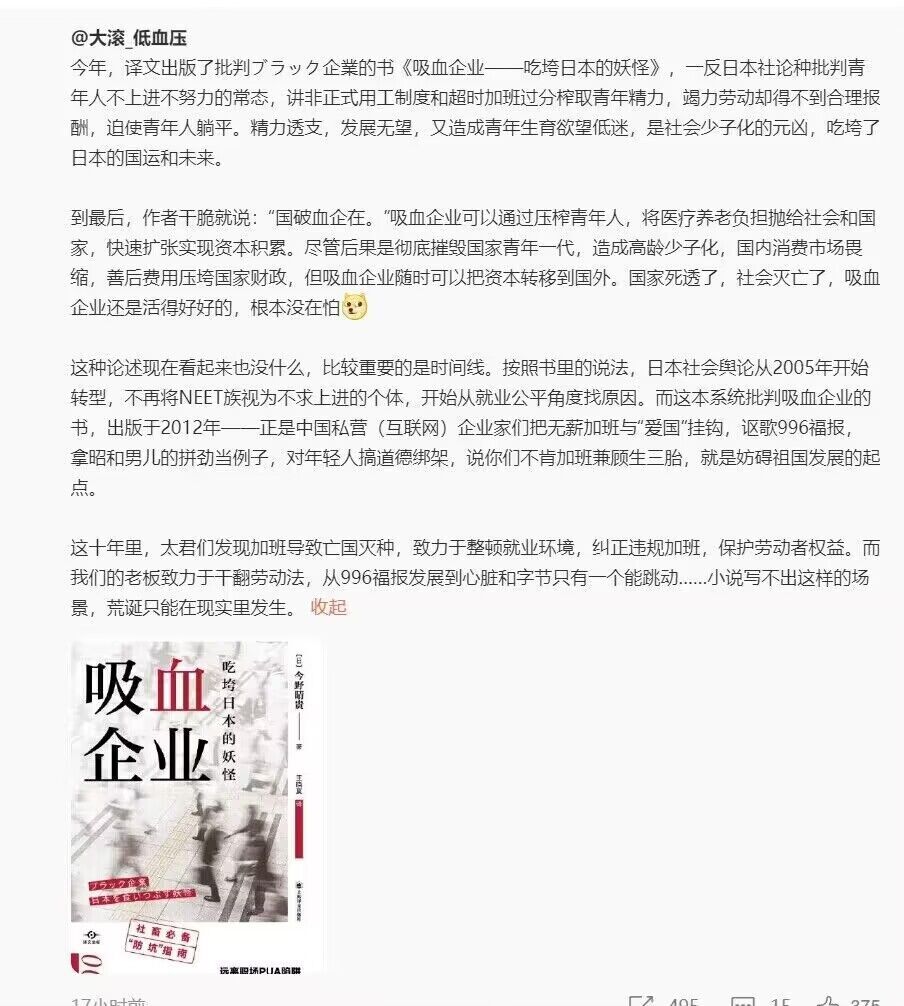 @大滚_低血压
今年，译文出版了批判ブラック企業的书《吸血企业——吃垮日本的妖怪》，一反日本社论种批判青
年人不上进不努力的常态，讲非正式用工制度和超时加班过分榨取青年精力，竭力劳动却得不到合理报
酬，迫使青年人躺平。精力透支，发展无望，又造成青年生育欲望低迷，是社会少子化的元凶，吃垮了
日本的国运和未来。
到最后，作者干脆就说：“国破血企在。”吸血企业可以通过压榨青年人，将医疗养老负担抛给社会和国
家，快速扩张实现资本积累。尽管后果是彻底摧毁国家青年一代，造成高龄少子化，国内消费市场畏
缩，善后费用压垮国家财政，但吸血企业随时可以把资本转移到国外。国家死透了，社会灭亡了，吸血
企业还是活得好好的，根本没在怕
这种论述现在看起来也没什么，比较重要的是时间线。按照书里的说法，日本社会舆论从2005年开始
转型，不再将NEET族视为不求上进的个体，开始从就业公平角度找原因。而这本系统批判吸血企业的
书，出版于2012年——正是中国私营（互联网）企业家们把无薪加班与“爱国”挂钩，讴歌996福报，
拿昭和男儿的拼劲当例子，对年轻人搞道德绑架，说你们不肯加班兼顾生三胎，就是妨碍祖国发展的起
点。
这十年里，太君们发现加班导致亡国灭种，致力于整顿就业环境，纠正违规加班，保护劳动者权益。而
我们的老板致力于干翻劳动法，从996福报发展到心脏和字节只有一个能跳动......小说写不出这样的场
景，荒诞只能在现实里发生。 收起
吸血
企业
吃垮日本的妖怪
[日]今野晴贵——著
王晓夏 译
ブラック企業
日本を食いつぶす妖怪
上海译文出版社
译文坐标
社畜必备
“防坑”指南
远离职场PUA陷阱
17小时前
495
15
375